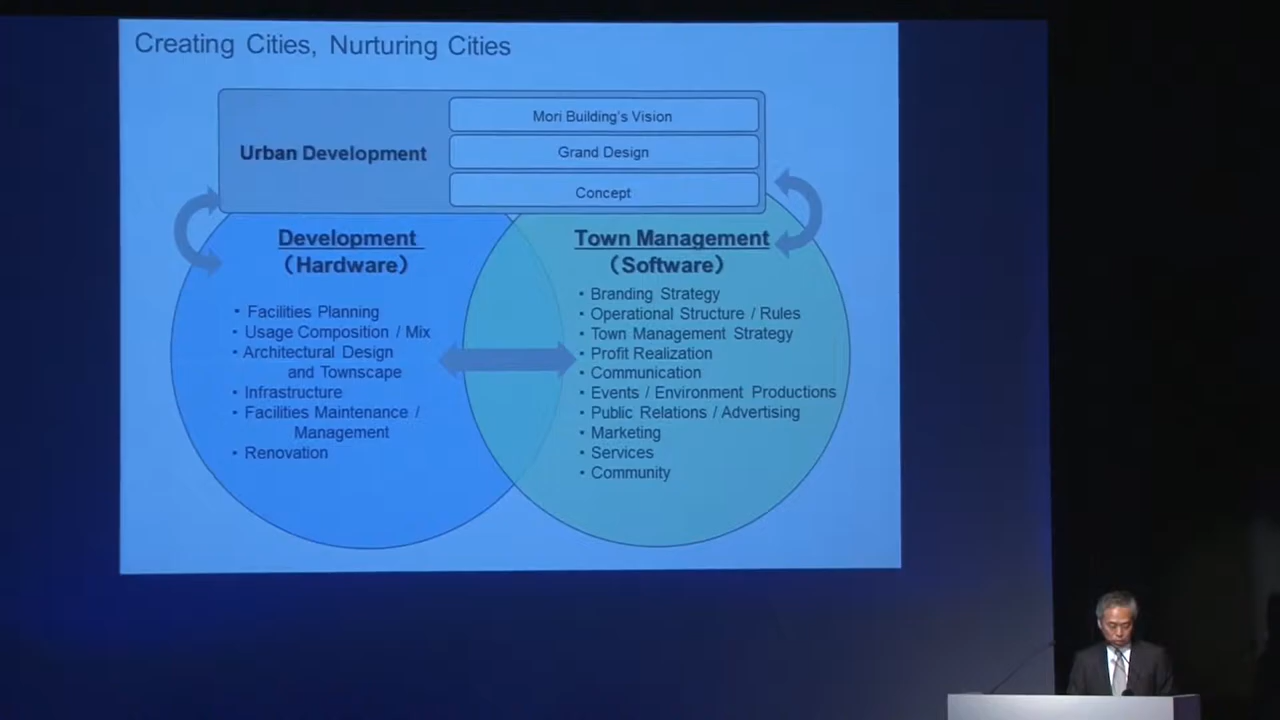 Creating Cities, Nurturing Cities
Urban Development
Mori Building's Vision
Grand Design
Concept
Development
（Hardware）
• Facilities Planning
• Usage Composition / Mix
• Architectural Design
and Townscape
• Infrastructure
• Facilities Maintenance /
Management
• Renovation
Town Management
（Software）
• Branding Strategy
• Operational Structure / Rules
• Town Management Strategy
• Profit Realization
• Communication
• Events / Environment Productions
• Public Relations / Advertising
• Marketing
• Services
• Community